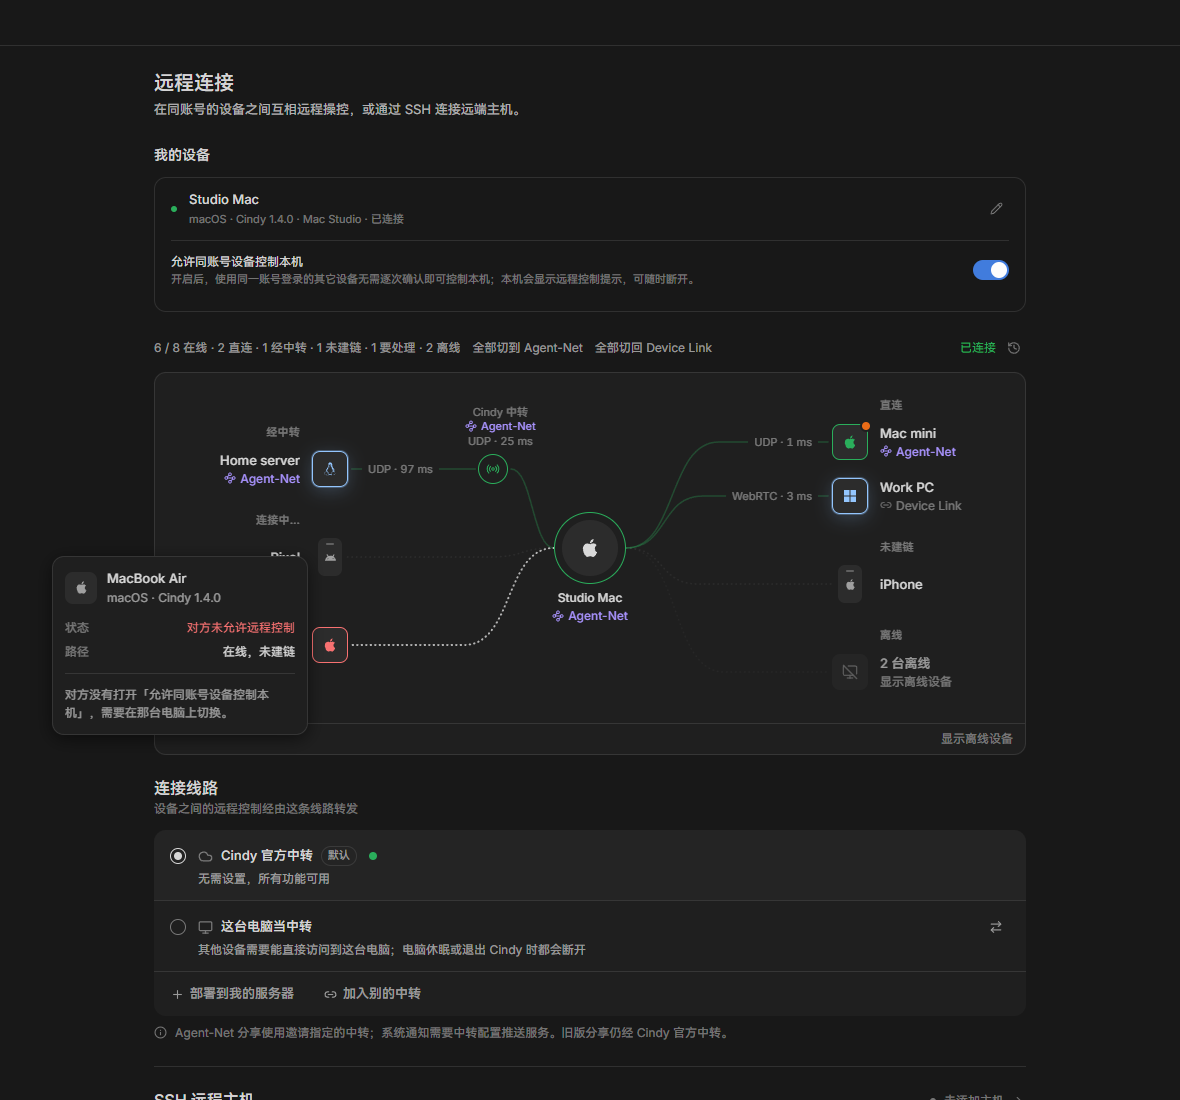 远程连接
在同账号的设备之间互相远程操控，或通过 SSH 连接远端主机。
我的设备
Studio Mac
macOS · Cindy 1.4.0 · Mac Studio · 已连接
允许同账号设备控制本机
开启后，使用同一账号登录的其它设备无需逐次确认即可控制本机；本机会显示远程控制提示，可随时断开。
6 / 8 在线 · 2 直连 · 1 经中转 · 1 未建链 · 1 要处理 · 2 离线 全部切到 Agent-Net 全部切回 Device Link
已连接
经中转
Home server
Agent-Net
UDP · 97 ms
Cindy 中转
Agent-Net
UDP · 25 ms
连接中...
Pixel
MacBook Air
macOS · Cindy 1.4.0
状态 对方未允许远程控制
路径 在线，未建链
对方没有打开「允许同账号设备控制本
机」，需要在那台电脑上切换。
Studio Mac
Agent-Net
直连
UDP · 1 ms
Mac mini
Agent-Net
WebRTC · 3 ms
Work PC
Device Link
未建链
iPhone
离线
2 台离线
显示离线设备
显示离线设备
连接线路
设备之间的远程控制经由这条线路转发
Cindy 官方中转 默认
无需设置，所有功能可用
这台电脑当中转
其他设备需要能直接访问到这台电脑；电脑休眠或退出 Cindy 时都会断开
部署到我的服务器 加入别的中转
Agent-Net 分享使用邀请指定的中转；系统通知需要中转配置推送服务。旧版分享仍经 Cindy 官方中转。
SSH 远程主机
未添加主机